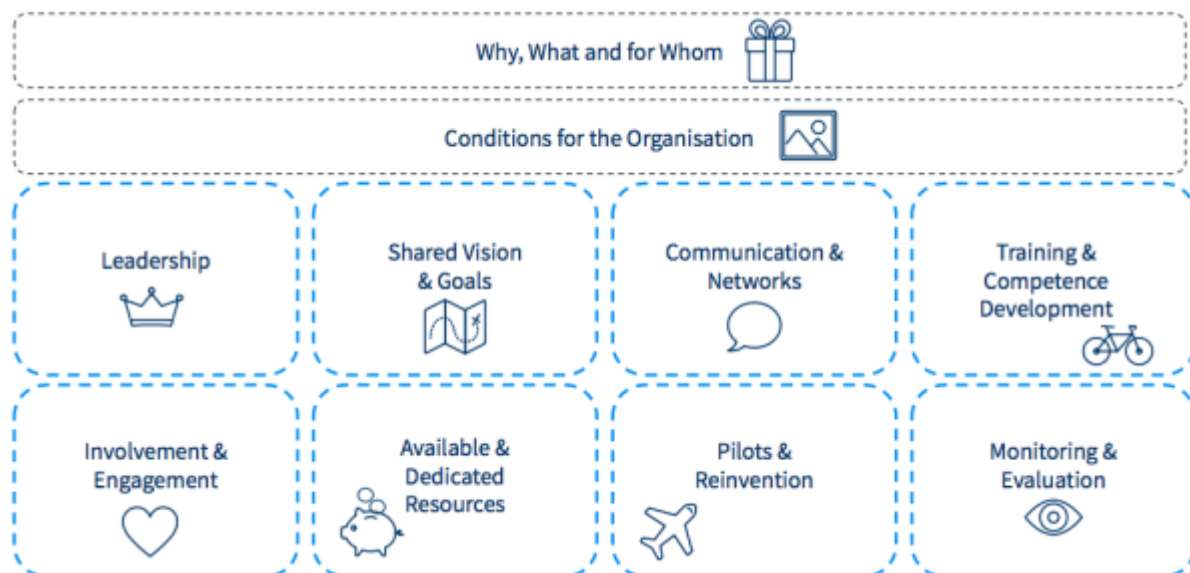 Why, What and for Whom
Conditions for the Organisation
Leadership
Shared Vision
& Goals
Communication &
Networks
Training &
Competence
Development
Involvement &
Engagement
Available &
Dedicated
Resources
Pilots &
Reinvention
Monitoring &
Evaluation